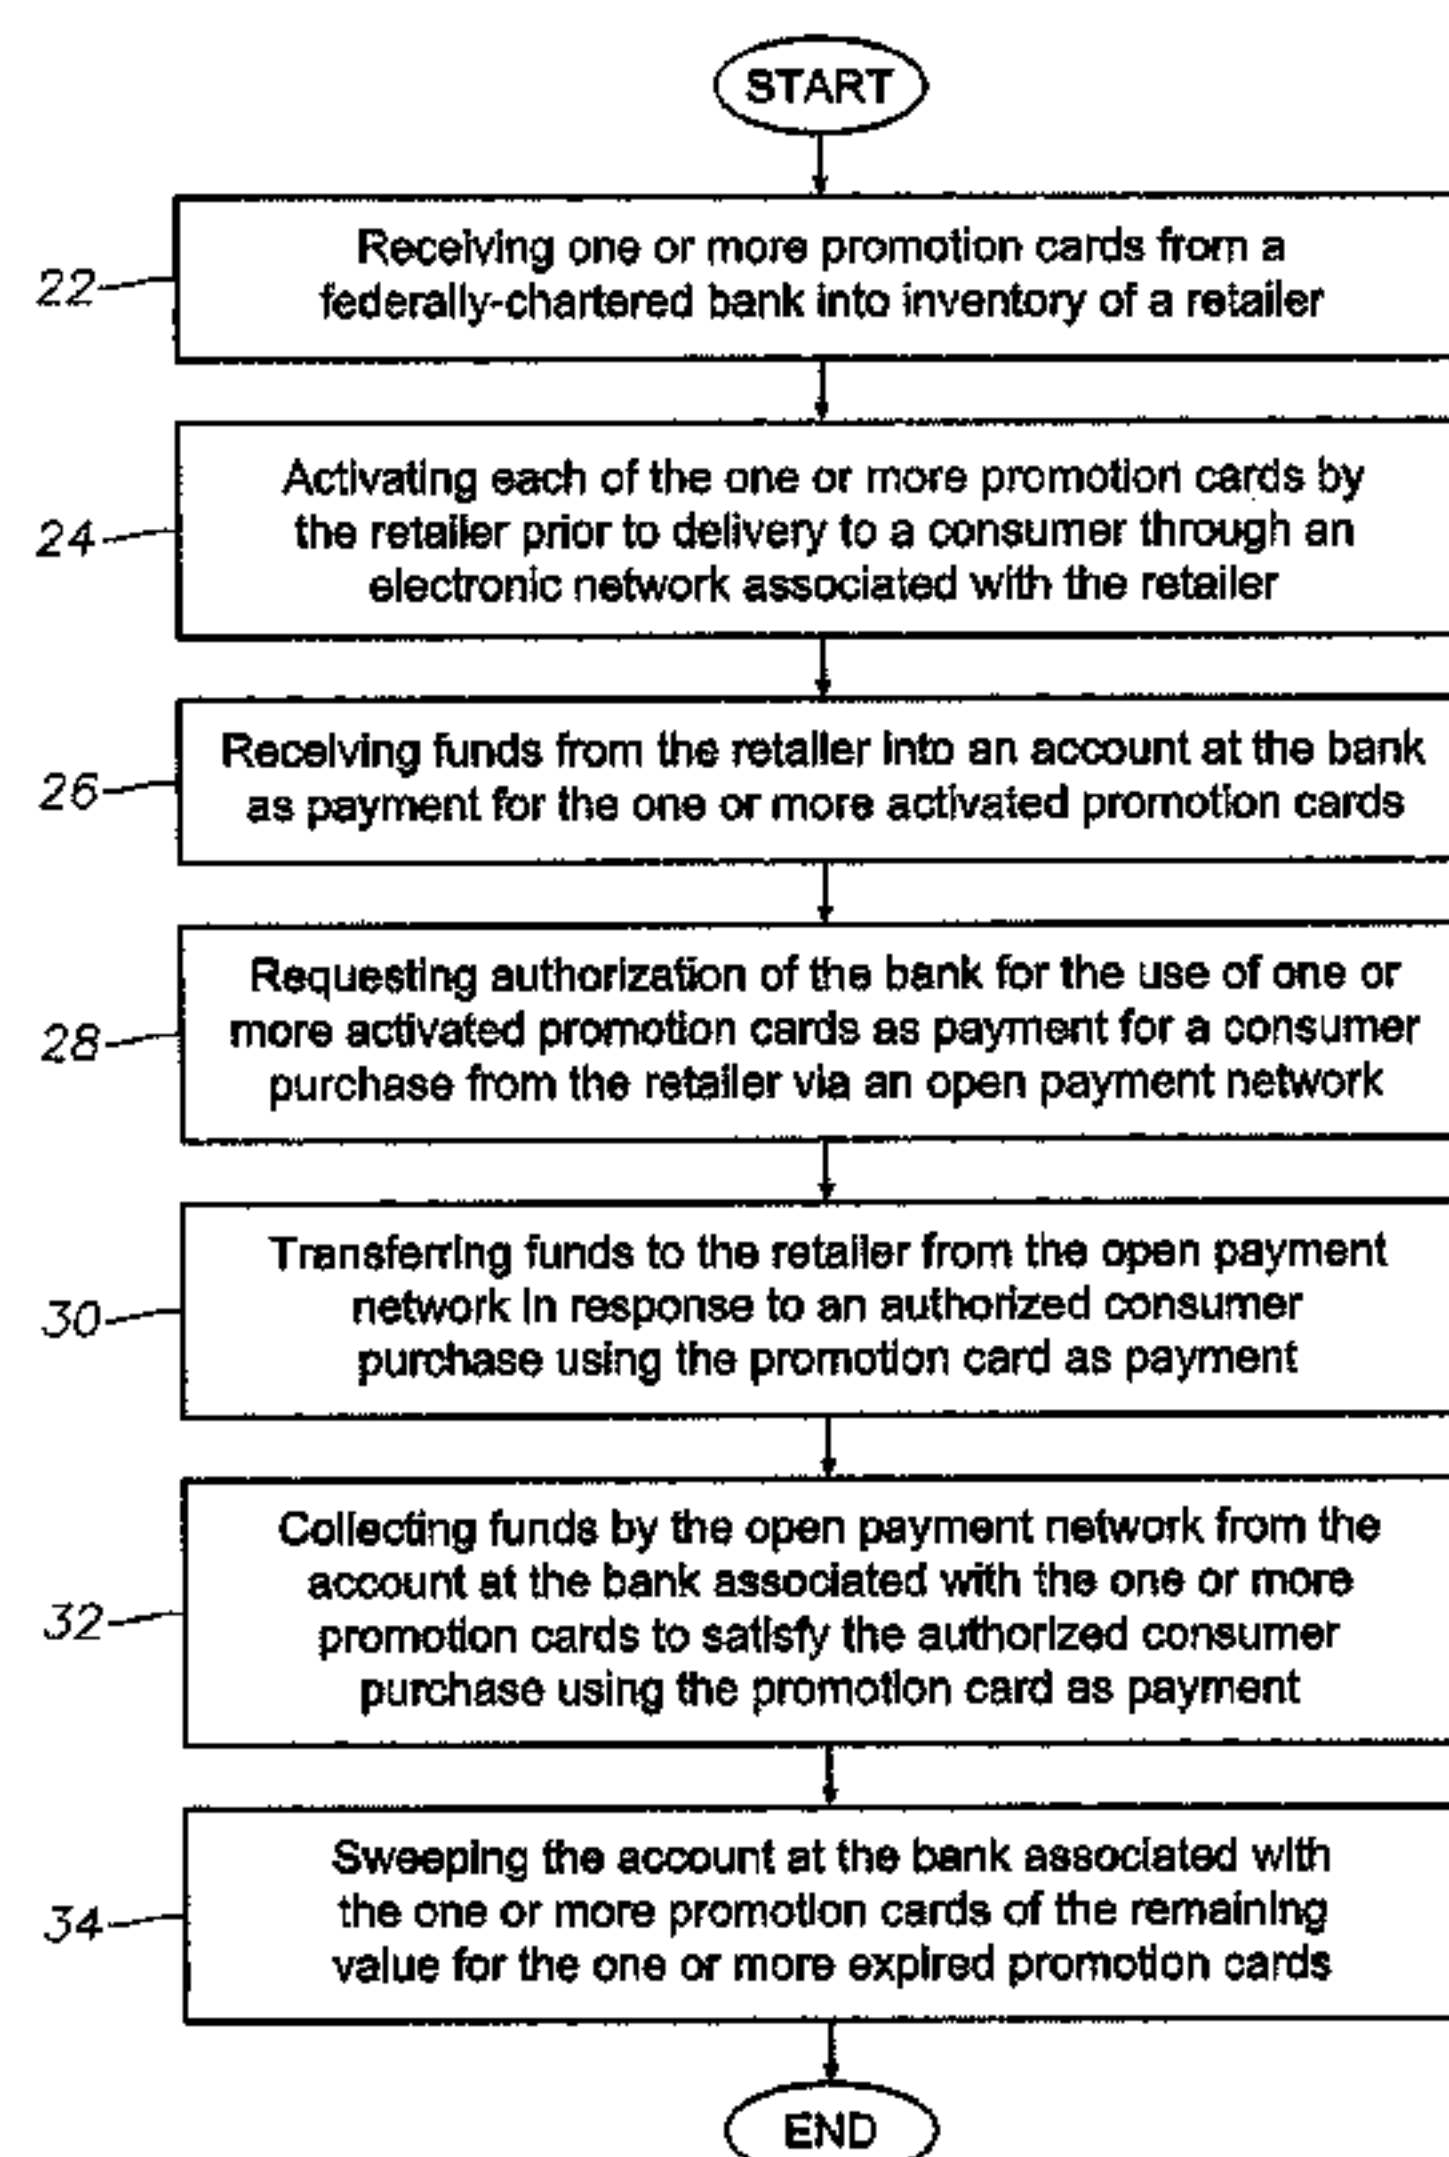 START
22
Receiving one or more promotion cards from a
federally-chartered bank into inventory of a retailer
24
Activating each of the one or more promotion cards by
the retailer prior to delivery to a consumer through an
electronic network associated with the retailer
26
Receiving funds from the retailer into an account at the bank
as payment for the one or more activated promotion cards
28
Requesting authorization of the bank for the use of one or
more activated promotion cards as payment for a consumer
purchase from the retailer via an open payment network
30
Transferring funds to the retailer from the open payment
network in response to an authorized consumer
purchase using the promotion card as payment
32
Collecting funds by the open payment network from the
account at the bank associated with the one or more
promotion cards to satisfy the authorized consumer
purchase using the promotion card as payment
34
Sweeping the account at the bank associated with
the one or more promotion cards of the remaining
value for the one or more expired promotion cards
END